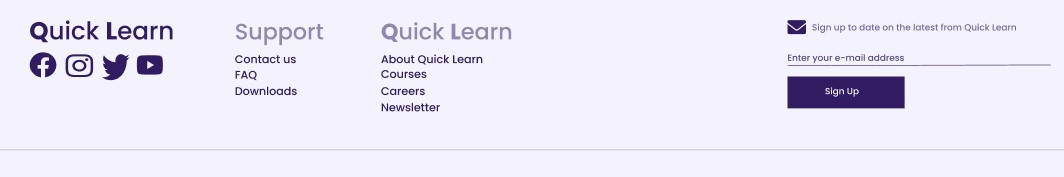 Quick Learn
Support
Contact us
FAQ
Downloads
Quick Learn
About Quick Learn
Courses
Careers
Newsletter
Sign up to date on the latest from Quick Learn
Enter your e-mail address
Sign Up